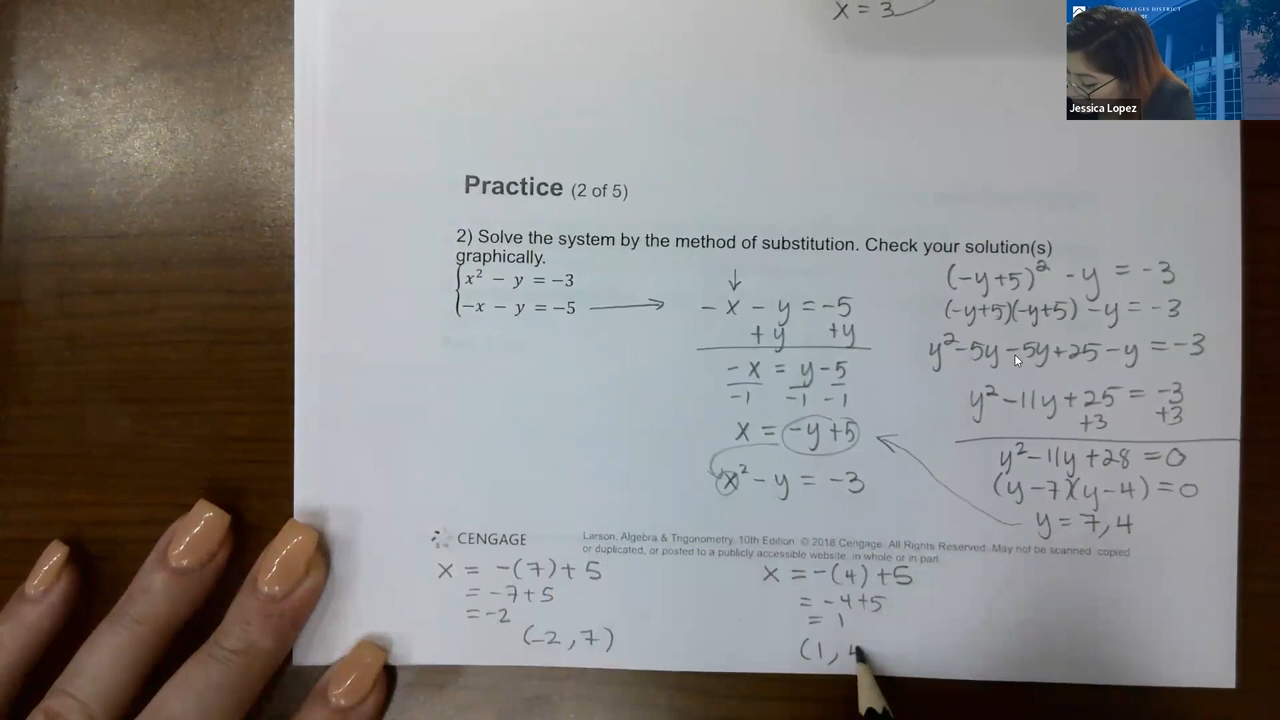 x = 3
COLLEGES DISTRICT
Jessica Lopez
Practice (2 of 5)
2) Solve the system by the method of substitution. Check your solution(s)
graphically.
x² − y = −3
−x − y = −5
-x - y = -5
+y +y
-x = y-5
-1 -1 -1
x = -y+5
x² - y = -3
(-y+5)² - y = -3
(-y+5)(-y+5) - y = -3
y² - 5y - 5y + 25 - y = -3
y² - 11y + 25 = -3
+3 +3
y² - 11y + 28 = 0
(y-7)(y-4) = 0
y = 7, 4
CENGAGE
Larson, Algebra & Trigonometry, 10th Edition. © 2018 Cengage. All Rights Reserved. May not be scanned, copied
or duplicated, or posted to a publicly accessible website, in whole or in part.
x = -(7)+5
= -7+5
= -2
(-2, 7)
x = -(4)+5
= -4+5
= 1
(1, 4